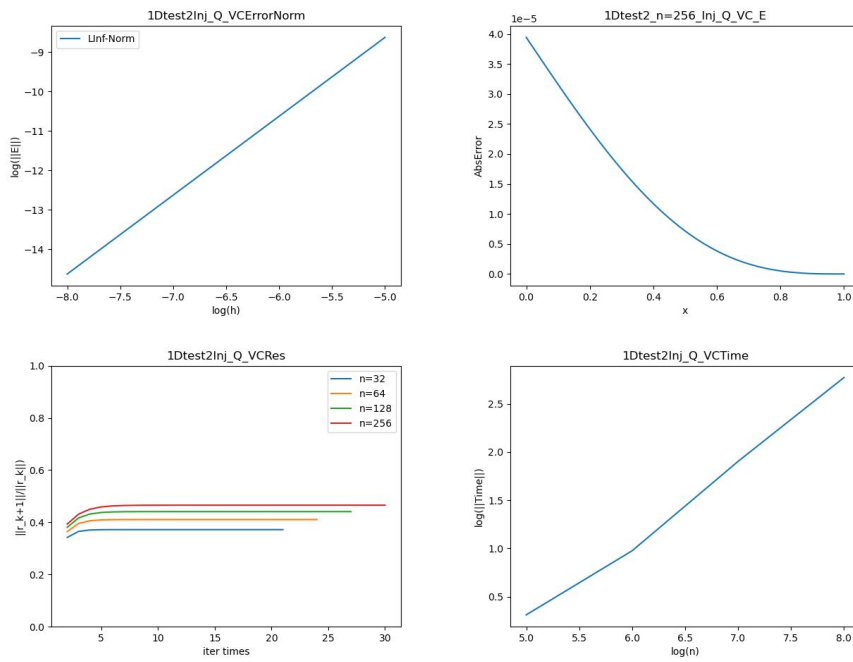 1Dtest2Inj_Q_VCErrorNorm
LInf-Norm
log(||E||)
−9
−10
−11
−12
−13
−14
−8.0 −7.5 −7.0 −6.5 −6.0 −5.5 −5.0
log(h)
1Dtest2_n=256_Inj_Q_VC_E
1e−5
AbsError
4.0
3.5
3.0
2.5
2.0
1.5
1.0
0.5
0.0
0.0 0.2 0.4 0.6 0.8 1.0
x
1Dtest2Inj_Q_VCRes
n=32
n=64
n=128
n=256
||r_k+1||/||r_k||
1.0
0.8
0.6
0.4
0.2
0.0
5 10 15 20 25 30
iter times
1Dtest2Inj_Q_VCTime
log(||Time||)
2.5
2.0
1.5
1.0
0.5
5.0 5.5 6.0 6.5 7.0 7.5 8.0
log(n)